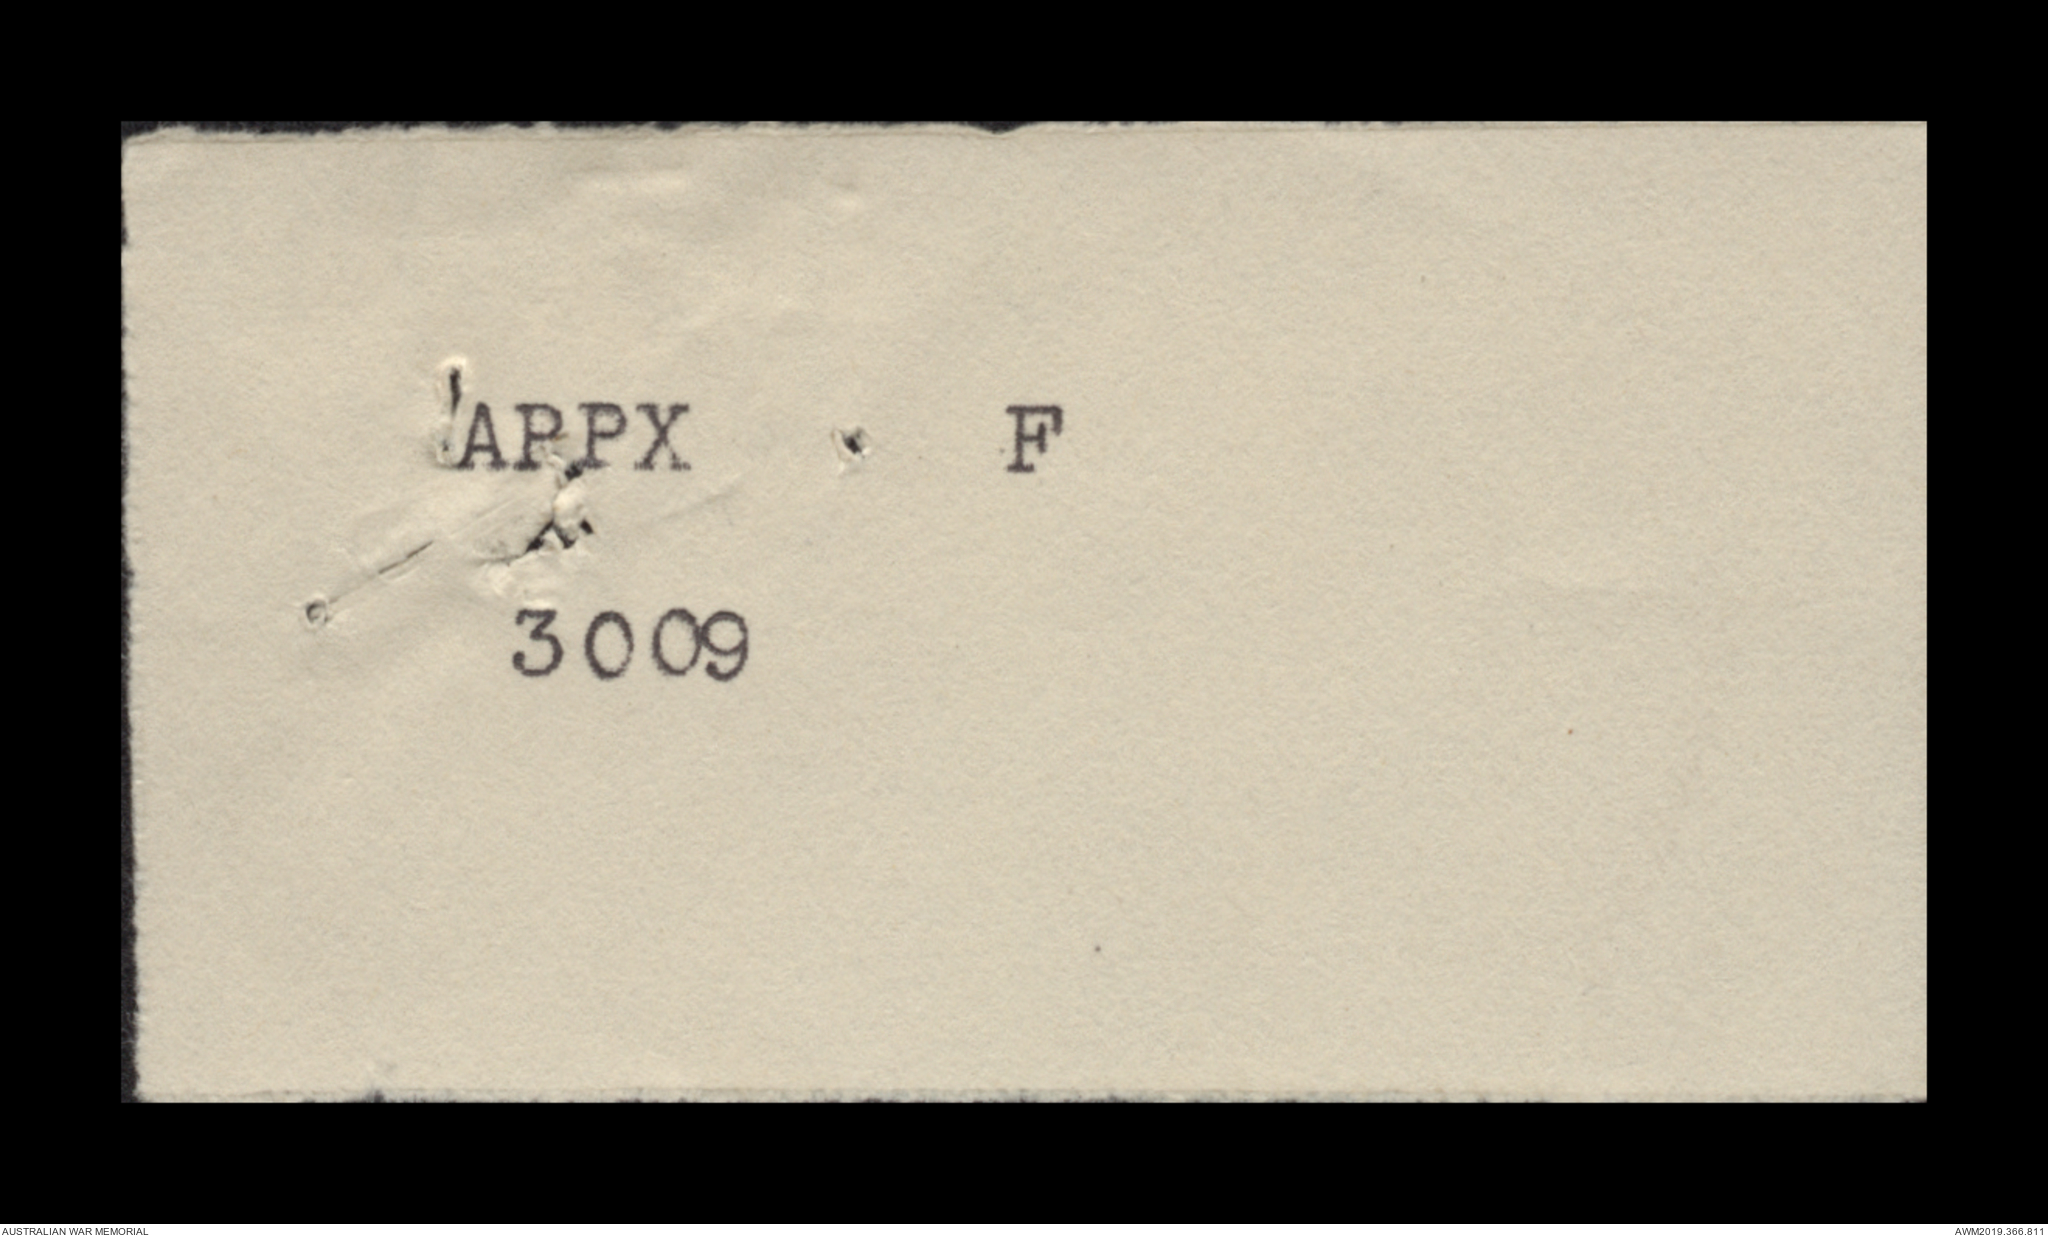 APPX F
3009
AUSTRALIAN WAR MEMORIAL AWM2019.366.811